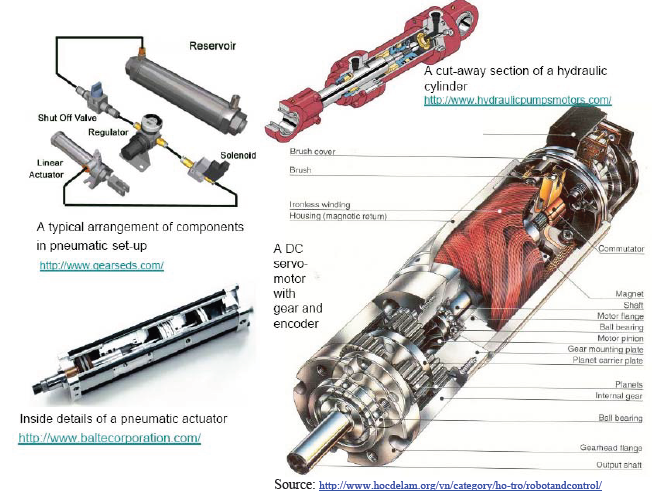 Reservoir
Shut Off Valve
Regulator
Solenoid
Linear
Actuator
A typical arrangement of components
in pneumatic set-up
http://www.gearseds.com/
A cut-away section of a hydraulic
cylinder
http://www.hydraulicpumpsmotors.com/
Brush cover
Brush
Ironless winding
Housing (magnetic return)
A DC
servo-
motor
with
gear and
encoder
Commutator
Magnet
Shaft
Motor flange
Ball bearing
Motor pinion
Gear mounting plate
Planet carrier plate
Planets
Internal gear
Ball bearing
Gearhead flange
Output shaft
Inside details of a pneumatic actuator
http://www.baltecorporation.com/
Source: http://www.hocdelam.org/vn/category/ho-tro/robotandcontrol/